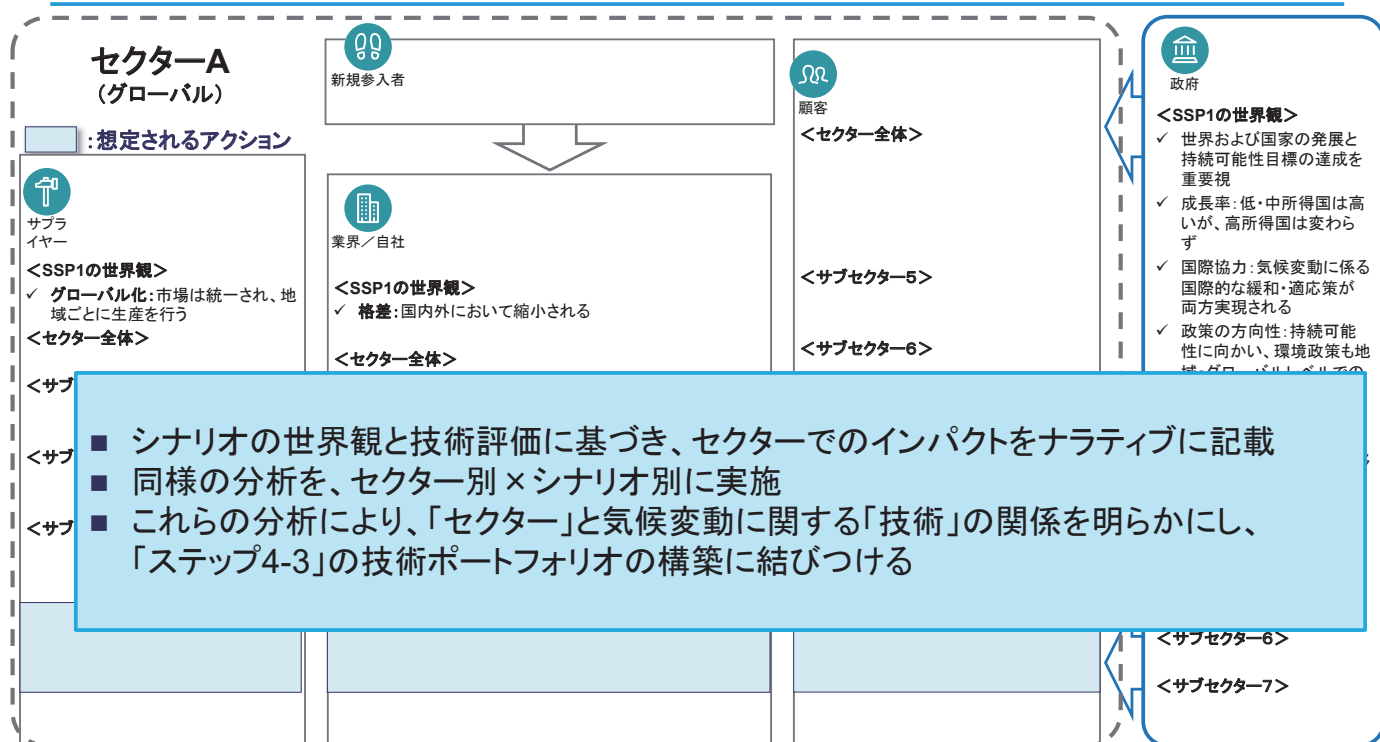 セクターA
（グローバル）
：想定されるアクション
サプラ
イヤー
＜SSP1の世界観＞
✓ グローバル化：市場は統一され、地
域ごとに生産を行う
＜セクター全体＞
＜サブ
＜サブ
＜サブ
新規参入者
業界／自社
＜SSP1の世界観＞
✓ 格差：国内外において縮小される
＜セクター全体＞
顧客
＜セクター全体＞
＜サブセクター5＞
＜サブセクター6＞
政府
＜SSP1の世界観＞
✓ 世界および国家の発展と
持続可能性目標の達成を
重要視
✓ 成長率：低・中所得国は高
いが、高所得国は変わら
ず
✓ 国際協力：気候変動に係る
国際的な緩和・適応策が
両方実現される
✓ 政策の方向性：持続可能
性に向かい、環境政策も地
域・グローバルレベルでの
■ シナリオの世界観と技術評価に基づき、セクターでのインパクトをナラティブに記載
■ 同様の分析を、セクター別×シナリオ別に実施
■ これらの分析により、「セクター」と気候変動に関する「技術」の関係を明らかにし、
「ステップ4-3」の技術ポートフォリオの構築に結びつける
＜サブセクター6＞
＜サブセクター7＞